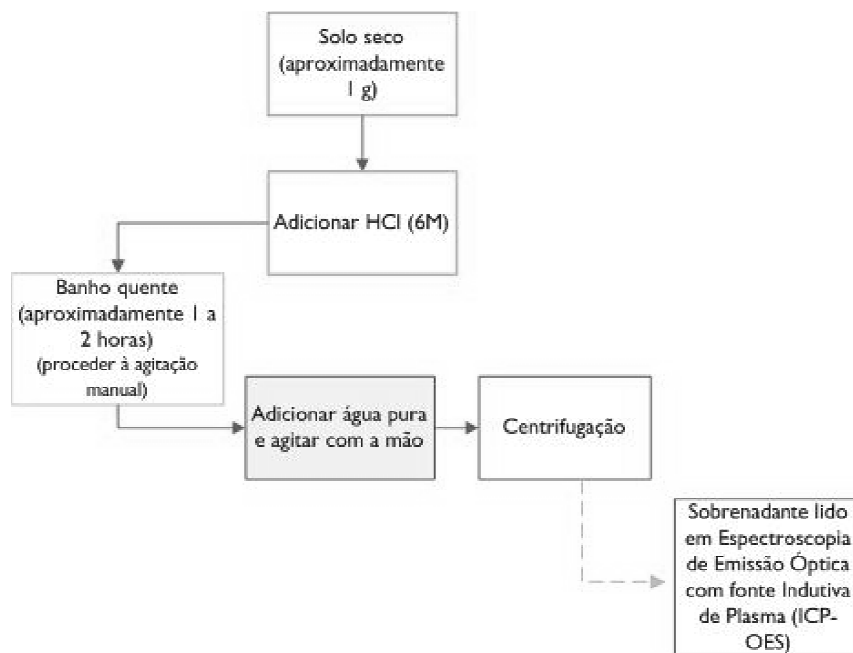 Solo seco
(aproximadamente
1 g)
Adicionar HCl (6M)
Banho quente
(aproximadamente 1 a
2 horas)
(proceder à agitação
manual)
Adicionar água pura
e agitar com a mão
Centrifugação
Sobrenadante lido
em Espectroscopia
de Emissão Óptica
com fonte Indutiva
de Plasma (ICP-
OES)